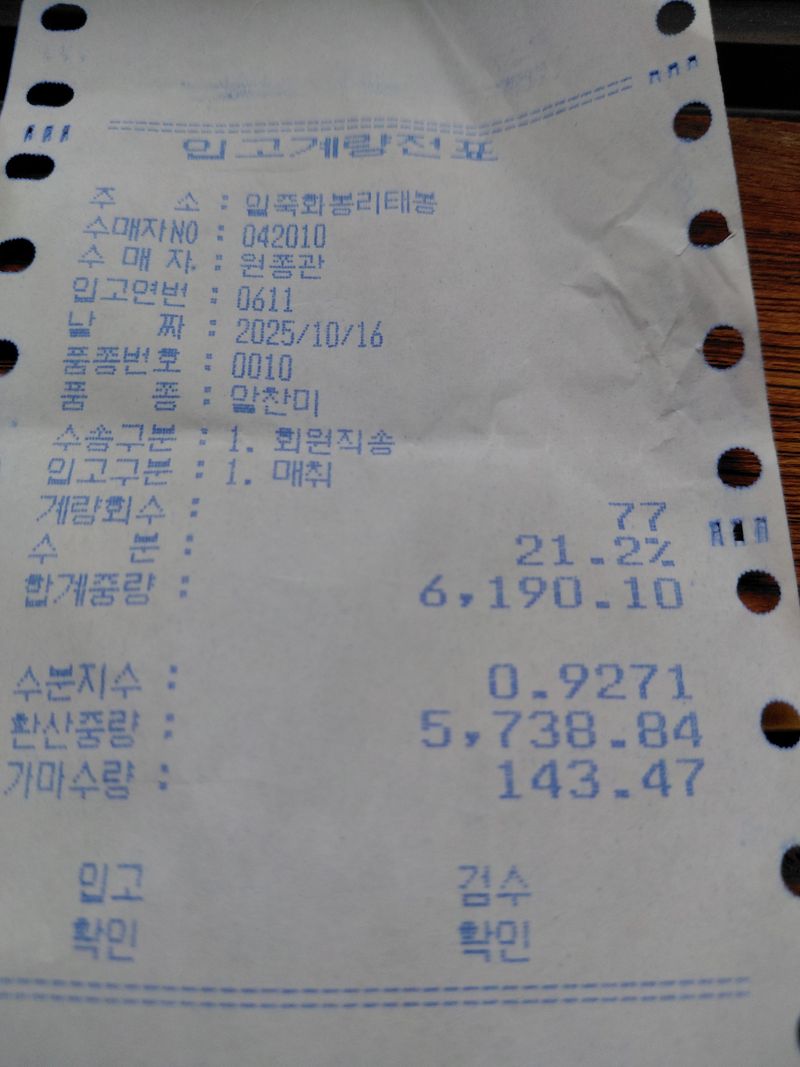 입고계량전표
주 소 : 일죽화봉리태봉
수매자NO : 042010
수 매 자 : 원종관
입고연번 : 0611
날 짜 : 2025/10/16
품종번호 : 0010
품 종 : 알찬미
수송구분 : 1. 회원직송
입고구분 : 1. 매취
계량회수 : 77
수 분 : 21.2%
합계중량 : 6,190.10
수분지수 : 0.9271
환산중량 : 5,738.84
가마수량 : 143.47
입고 검수
확인 확인